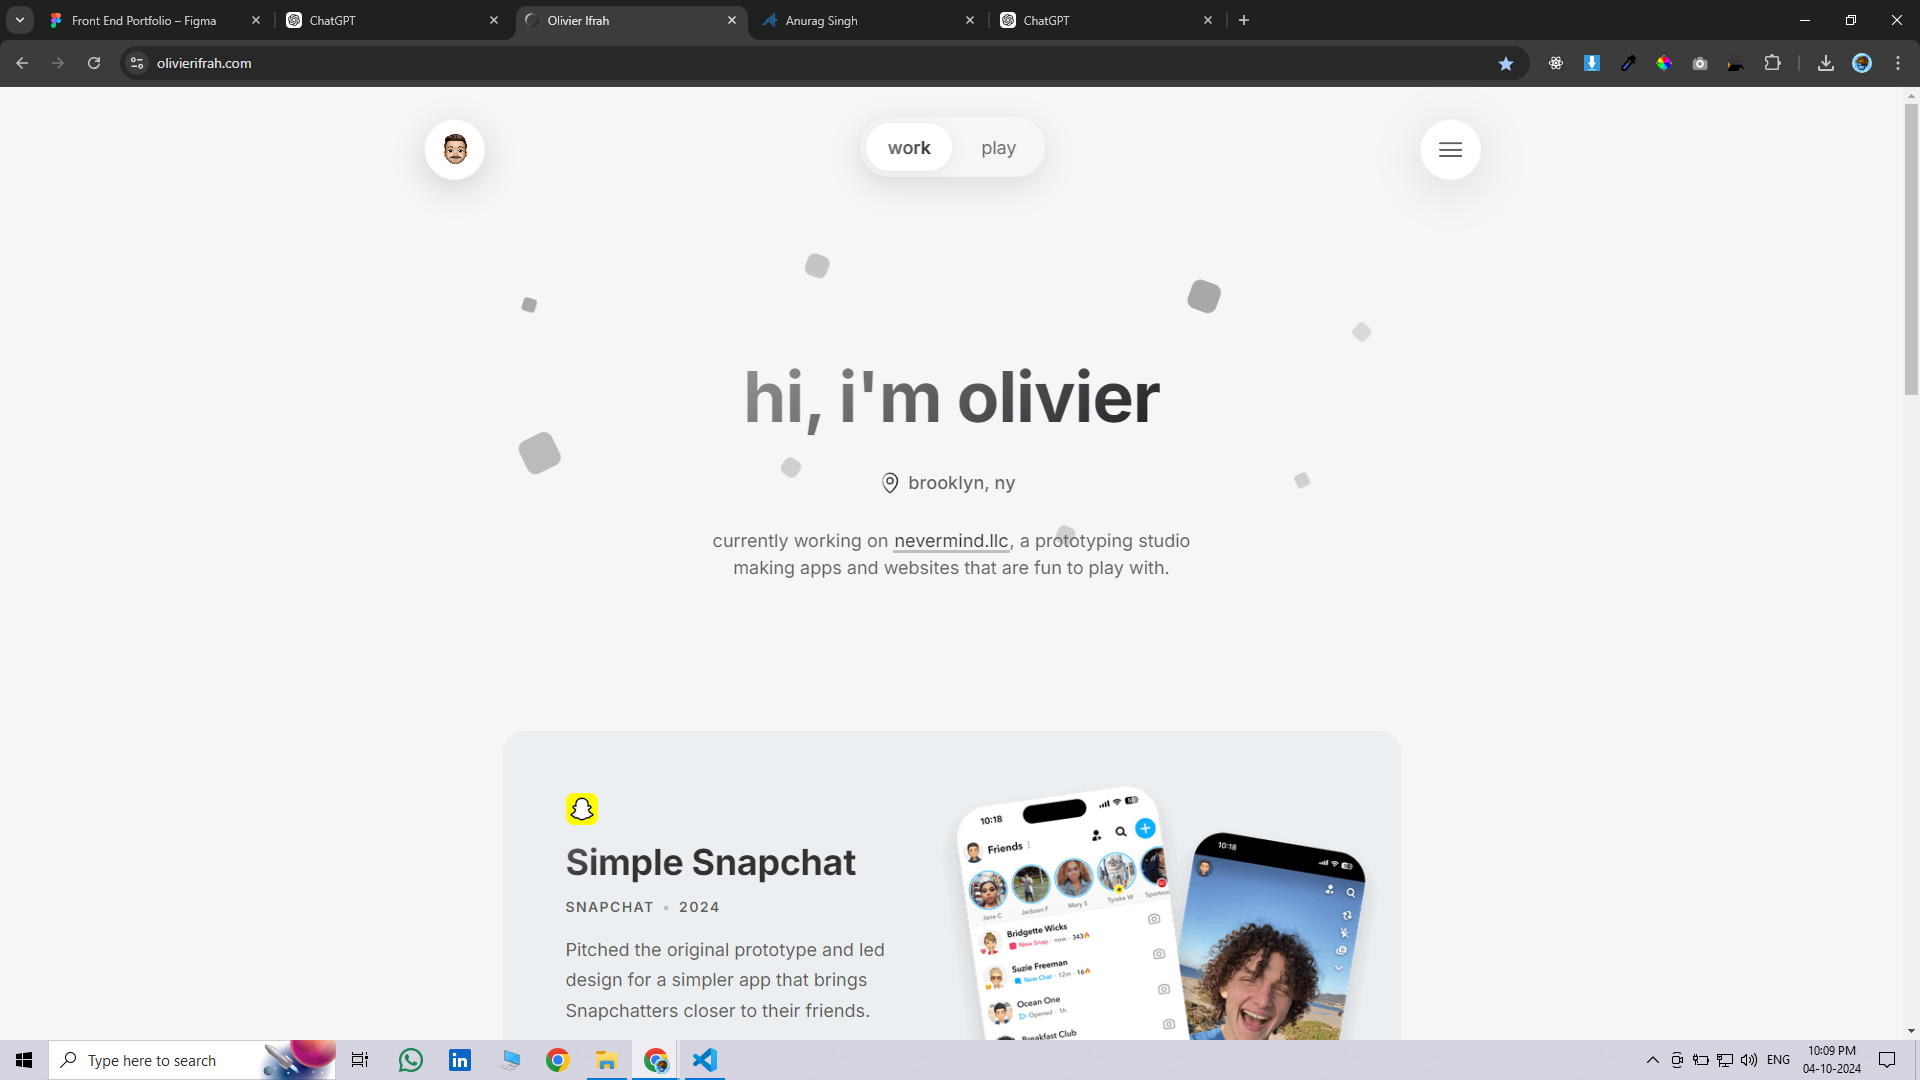 Front End Portfolio – Figma
ChatGPT
Olivier Ifrah
Anurag Singh
ChatGPT
olivierifrah.com
work
play
hi, i'm olivier
brooklyn, ny
currently working on nevermind.llc, a prototyping studio
making apps and websites that are fun to play with.
Simple Snapchat
SNAPCHAT • 2024
Pitched the original prototype and led
design for a simpler app that brings
Snapchatters closer to their friends.
10:18
Friends
Jane C
Jackson F
Mary S
Tyreke W
Bridgette Wicks
New Snap · now · 343🔥
Suzie Freeman
New Chat · 12m · 16🔥
Ocean One
Opened · 1h
Breakfast Club
10:18
Type here to search
ENG
10:09 PM
04-10-2024